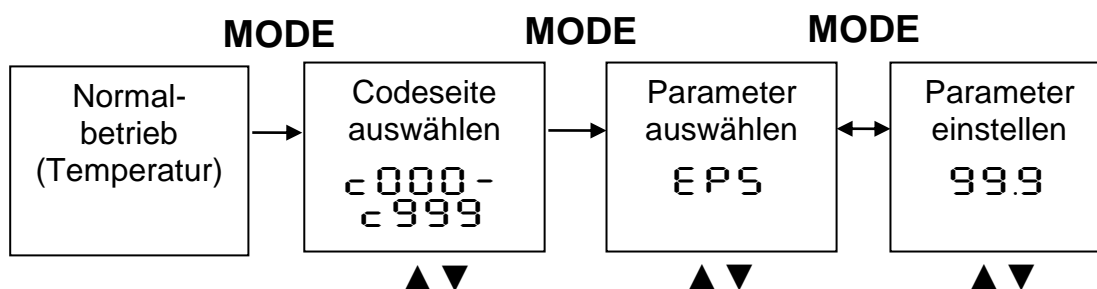 MODE MODE MODE
Normal-
betrieb
(Temperatur)
Codeseite
auswählen
c000-
c999
Parameter
auswählen
EPS
Parameter
einstellen
99.9
▲▼ ▲▼ ▲▼